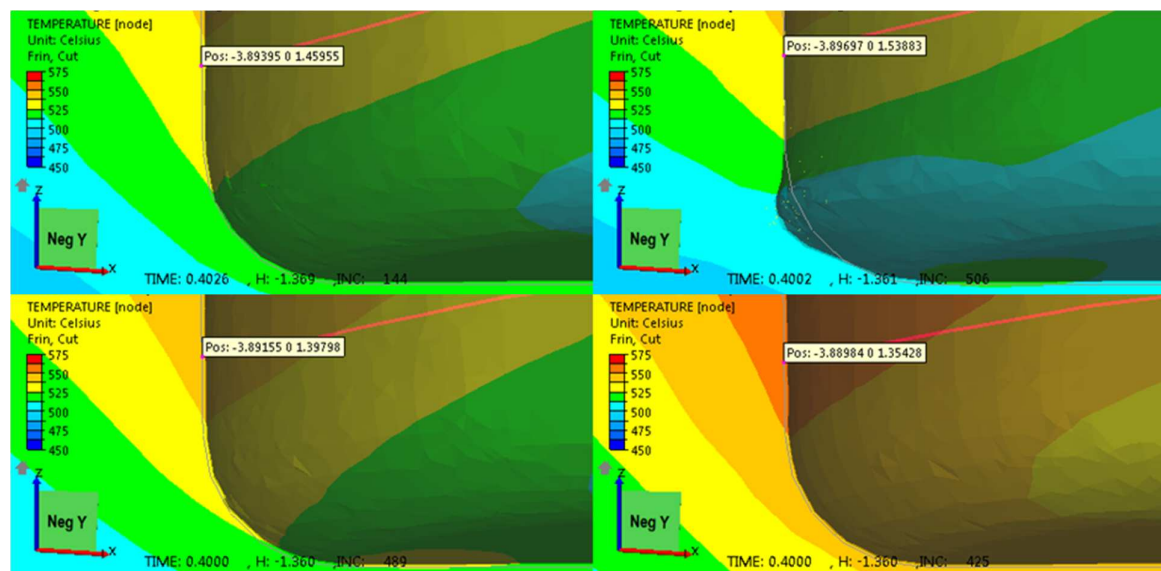 TEMPERATURE [node]
Unit: Celsius
Frin, Cut
Pos: -3.89395 0 1.45955
575
550
525
500
475
450
Z
Neg Y
X
TIME: 0.4026 , H: -1.369 ,INC: 144
TEMPERATURE [node]
Unit: Celsius
Frin, Cut
Pos: -3.89697 0 1.53883
575
550
525
500
475
450
Z
Neg Y
X
TIME: 0.4002 , H: -1.361 ,INC: 506
TEMPERATURE [node]
Unit: Celsius
Frin, Cut
Pos: -3.89155 0 1.39798
575
550
525
500
475
450
Z
Neg Y
X
TIME: 0.4000 , H: -1.360 ,INC: 489
TEMPERATURE [node]
Unit: Celsius
Frin, Cut
Pos: -3.88984 0 1.35428
575
550
525
500
475
450
Z
Neg Y
X
TIME: 0.4000 , H: -1.360 ,INC: 425